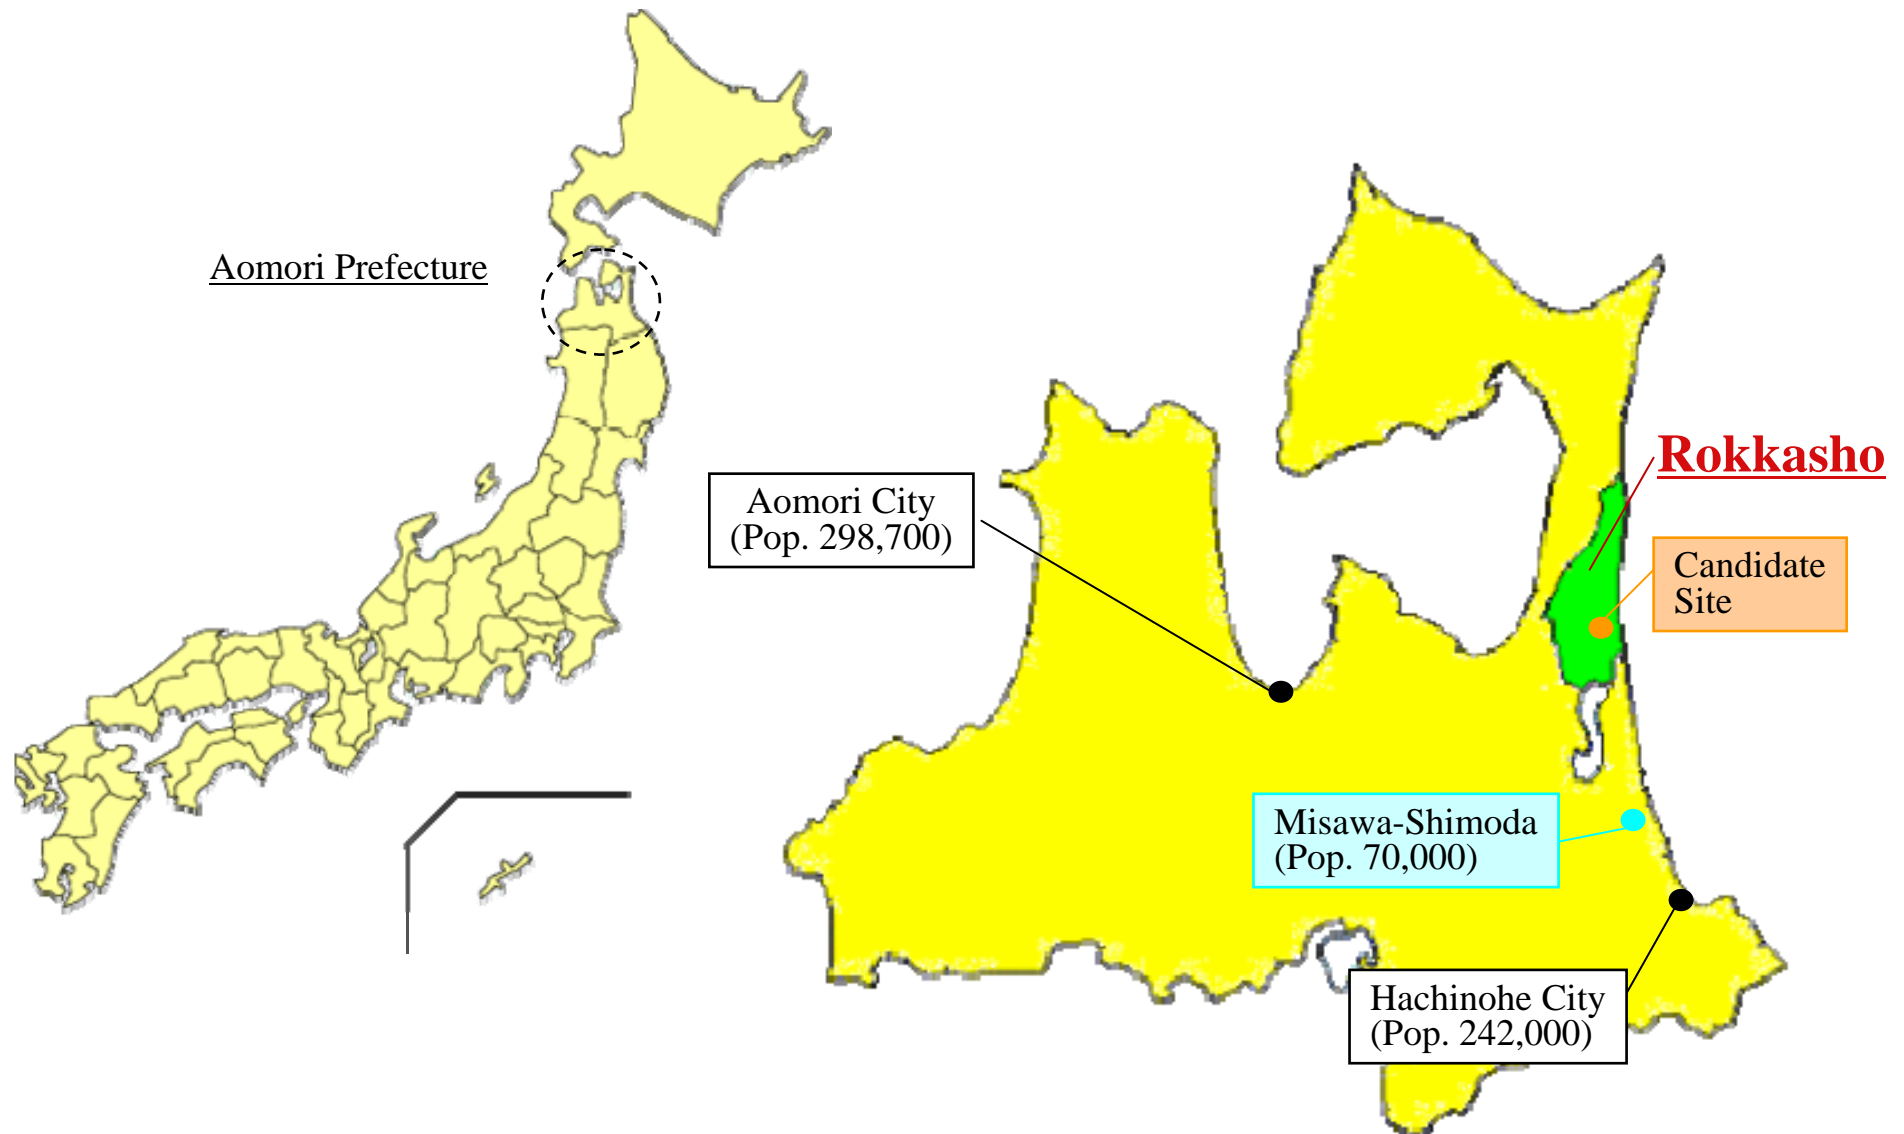 Aomori Prefecture
Aomori City
(Pop. 298,700)
Rokkasho
Candidate
Site
Misawa-Shimoda
(Pop. 70,000)
Hachinohe City
(Pop. 242,000)